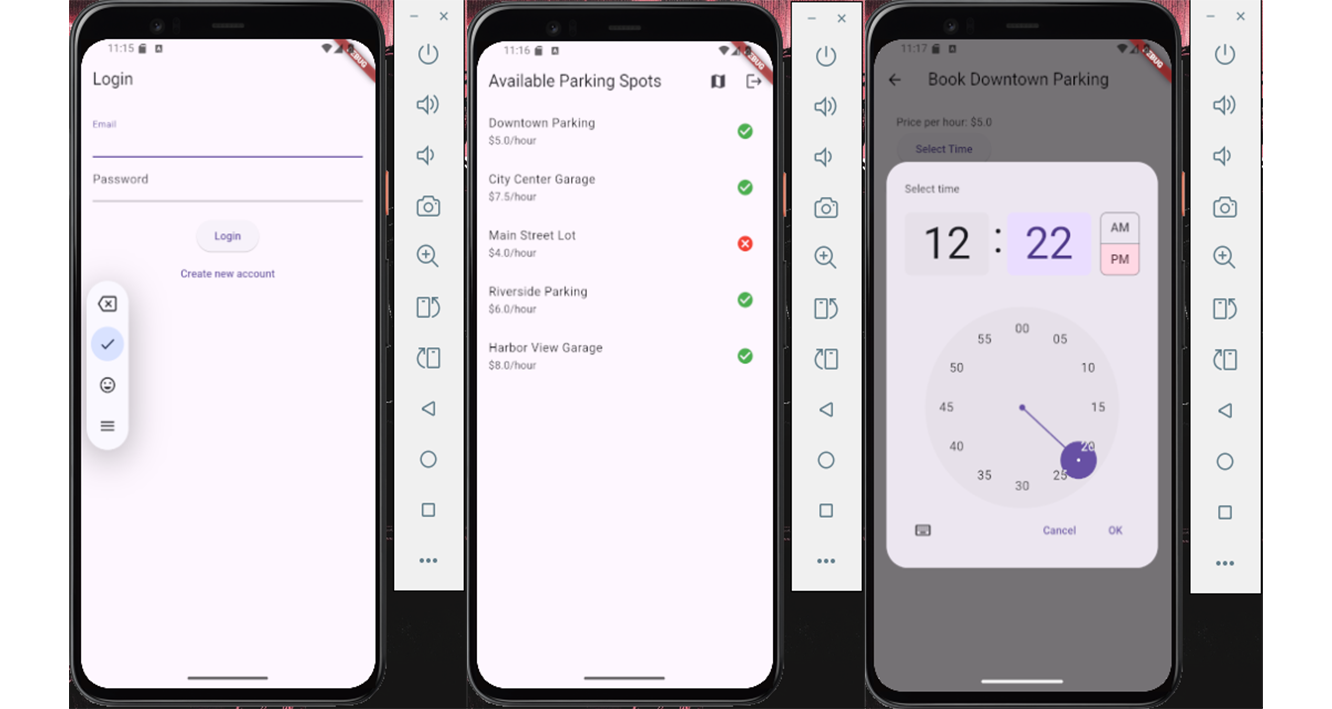 11:15
DEBUG
Login
Email
Password
Login
Create new account
11:16
DEBUG
Available Parking Spots
Downtown Parking
$5.0/hour
City Center Garage
$7.5/hour
Main Street Lot
$4.0/hour
Riverside Parking
$6.0/hour
Harbor View Garage
$8.0/hour
11:17
DEBUG
Book Downtown Parking
Price per hour: $5.0
Select Time
Select time
12 : 22
AM
PM
00
55 05
50 10
45 15
40 20
35 25
30
Cancel OK